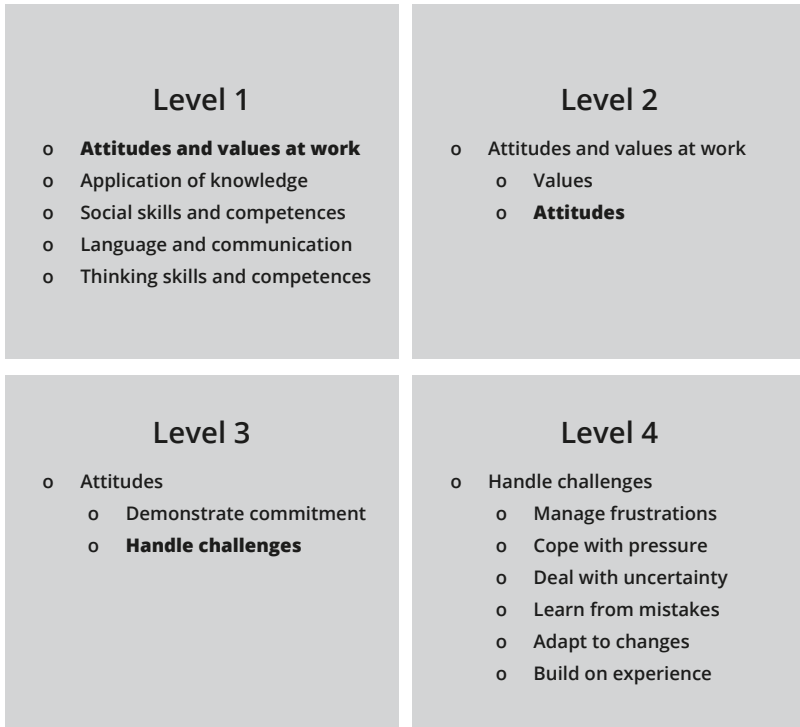 Level 1
o Attitudes and values at work
o Application of knowledge
o Social skills and competences
o Language and communication
o Thinking skills and competences
Level 2
o Attitudes and values at work
o Values
o Attitudes
Level 3
o Attitudes
o Demonstrate commitment
o Handle challenges
Level 4
o Handle challenges
o Manage frustrations
o Cope with pressure
o Deal with uncertainty
o Learn from mistakes
o Adapt to changes
o Build on experience